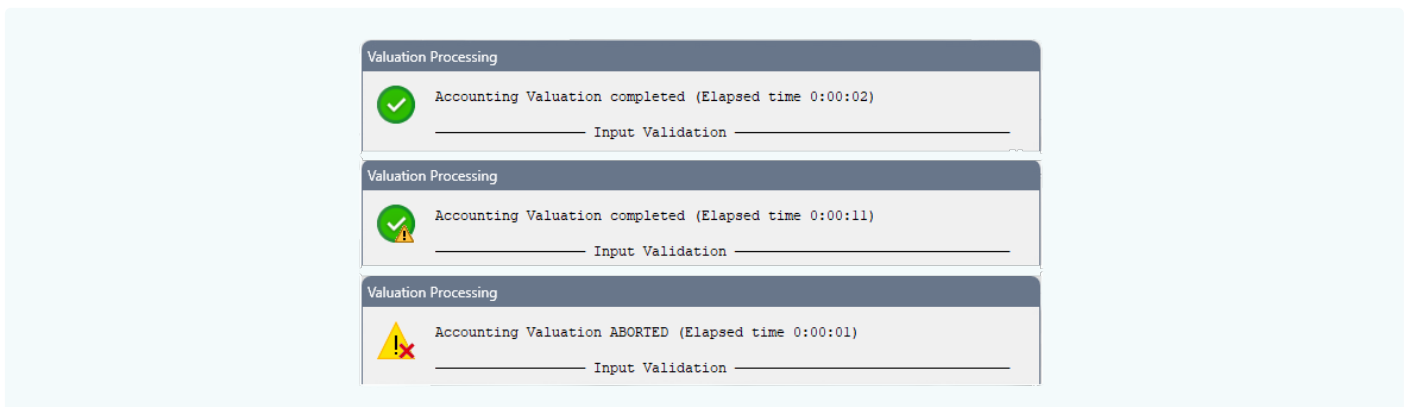 Valuation Processing
Accounting Valuation completed (Elapsed time 0:00:02)
Input Validation
Valuation Processing
Accounting Valuation completed (Elapsed time 0:00:11)
Input Validation
Valuation Processing
Accounting Valuation ABORTED (Elapsed time 0:00:01)
Input Validation